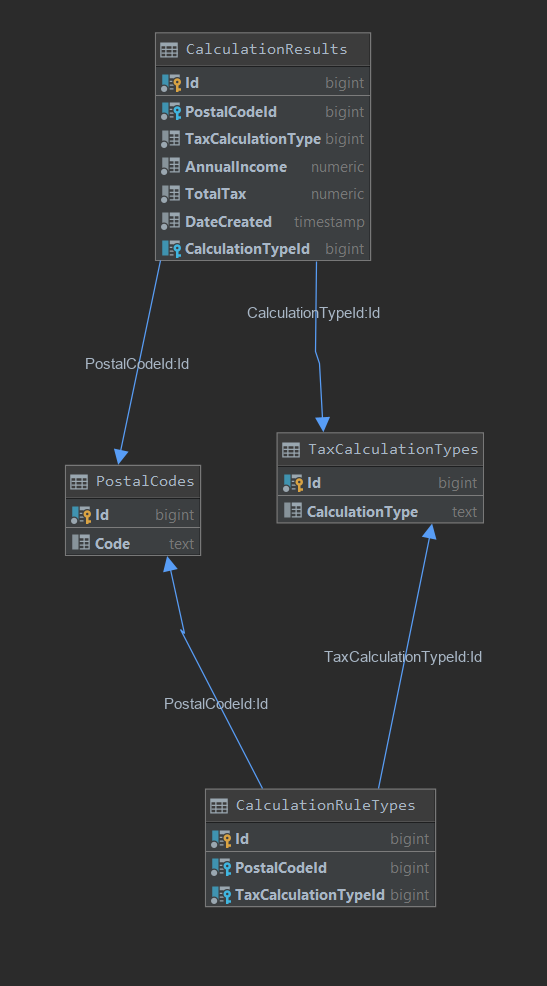 CalculationResults
Id bigint
PostalCodeId bigint
TaxCalculationType bigint
AnnualIncome numeric
TotalTax numeric
DateCreated timestamp
CalculationTypeId bigint
CalculationTypeId:Id
PostalCodeId:Id
TaxCalculationTypes
Id bigint
CalculationType text
PostalCodes
Id bigint
Code text
TaxCalculationTypeId:Id
PostalCodeId:Id
CalculationRuleTypes
Id bigint
PostalCodeId bigint
TaxCalculationTypeId bigint